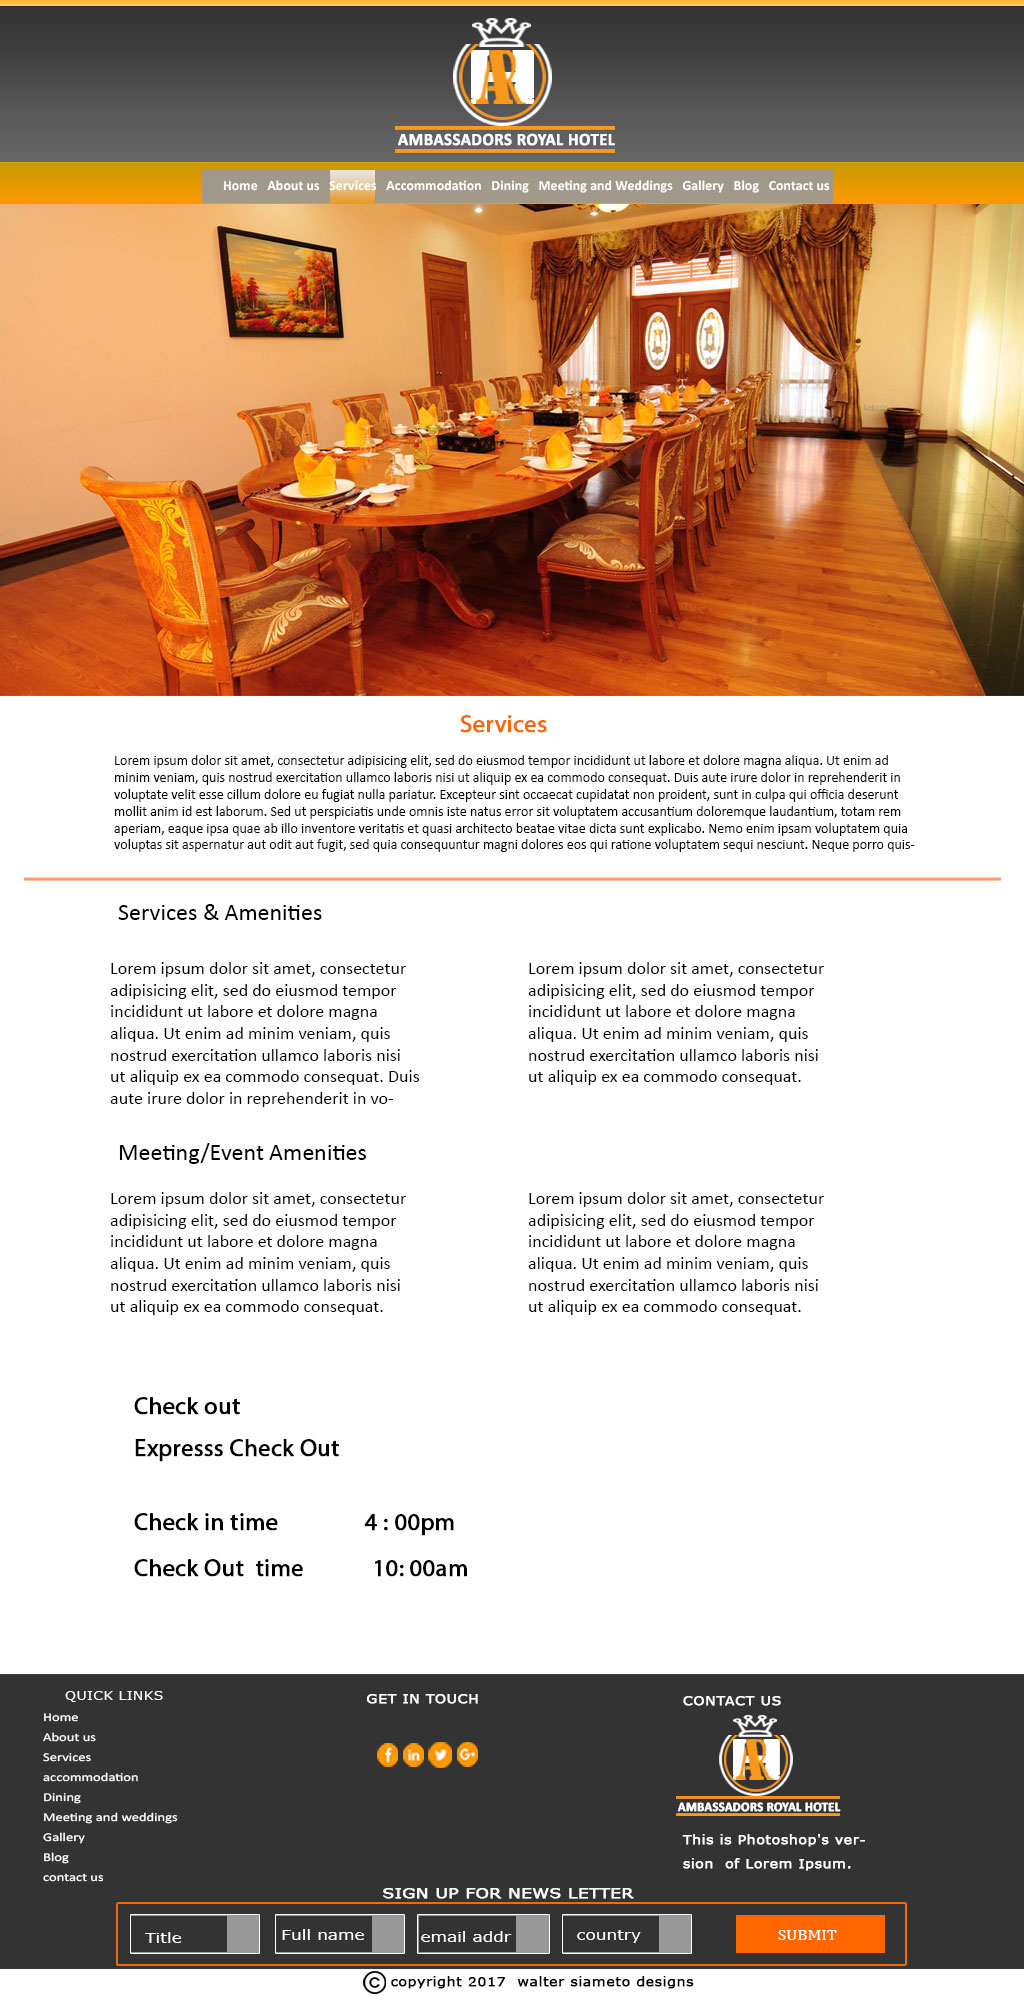 AR
AMBASSADORS ROYAL HOTEL
Home About us Services Accommodation Dining Meeting and Weddings Gallery Blog Contact us
Services
Lorem ipsum dolor sit amet, consectetur adipisicing elit, sed do eiusmod tempor incididunt ut labore et dolore magna aliqua. Ut enim ad
minim veniam, quis nostrud exercitation ullamco laboris nisi ut aliquip ex ea commodo consequat. Duis aute irure dolor in reprehenderit in
voluptate velit esse cillum dolore eu fugiat nulla pariatur. Excepteur sint occaecat cupidatat non proident, sunt in culpa qui officia deserunt
mollit anim id est laborum. Sed ut perspiciatis unde omnis iste natus error sit voluptatem accusantium doloremque laudantium, totam rem
aperiam, eaque ipsa quae ab illo inventore veritatis et quasi architecto beatae vitae dicta sunt explicabo. Nemo enim ipsam voluptatem quia
voluptas sit aspernatur aut odit aut fugit, sed quia consequuntur magni dolores eos qui ratione voluptatem sequi nesciunt. Neque porro quis-
Services & Amenities
Lorem ipsum dolor sit amet, consectetur
adipisicing elit, sed do eiusmod tempor
incididunt ut labore et dolore magna
aliqua. Ut enim ad minim veniam, quis
nostrud exercitation ullamco laboris nisi
ut aliquip ex ea commodo consequat. Duis
aute irure dolor in reprehenderit in vo-
Lorem ipsum dolor sit amet, consectetur
adipisicing elit, sed do eiusmod tempor
incididunt ut labore et dolore magna
aliqua. Ut enim ad minim veniam, quis
nostrud exercitation ullamco laboris nisi
ut aliquip ex ea commodo consequat.
Meeting/Event Amenities
Lorem ipsum dolor sit amet, consectetur
adipisicing elit, sed do eiusmod tempor
incididunt ut labore et dolore magna
aliqua. Ut enim ad minim veniam, quis
nostrud exercitation ullamco laboris nisi
ut aliquip ex ea commodo consequat.
Lorem ipsum dolor sit amet, consectetur
adipisicing elit, sed do eiusmod tempor
incididunt ut labore et dolore magna
aliqua. Ut enim ad minim veniam, quis
nostrud exercitation ullamco laboris nisi
ut aliquip ex ea commodo consequat.
Check out
Expresss Check Out
Check in time 4 : 00pm
Check Out time 10: 00am
QUICK LINKS
Home
About us
Services
accommodation
Dining
Meeting and weddings
Gallery
Blog
contact us
GET IN TOUCH
f in G+
CONTACT US
AR
AMBASSADORS ROYAL HOTEL
This is Photoshop's ver-
sion of Lorem Ipsum.
SIGN UP FOR NEWS LETTER
Title Full name email addr country SUBMIT
© copyright 2017 walter siameto designs